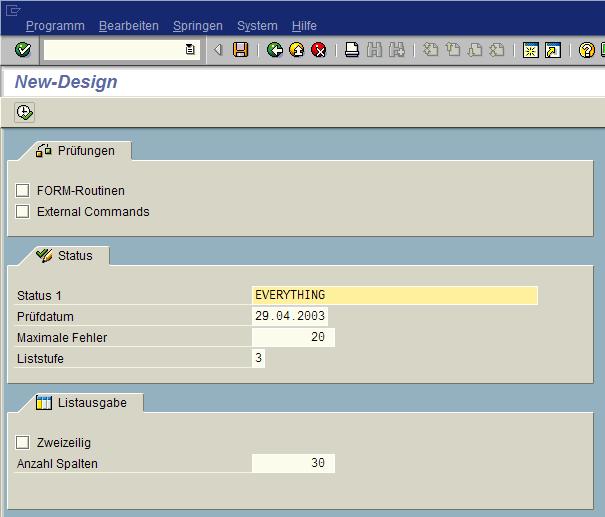 Programm Bearbeiten Springen System Hilfe
New-Design
Prüfungen
FORM-Routinen
External Commands
Status
Status 1 EVERYTHING
Prüfdatum 29.04.2003
Maximale Fehler 20
Liststufe 3
Listausgabe
Zweizeilig
Anzahl Spalten 30